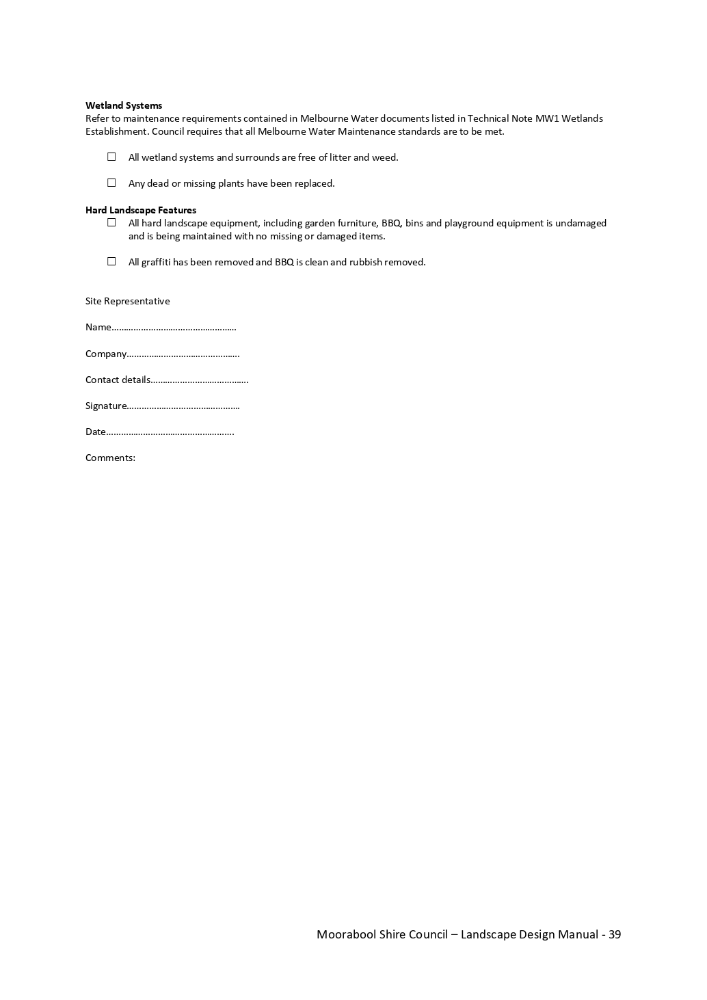 Wetland Systems
Refer to maintenance requirements contained in Melbourne Water documents listed in Technical Note MW1 Wetlands
Establishment. Council requires that all Melbourne Water Maintenance standards are to be met.
☐ All wetland systems and surrounds are free of litter and weed.
☐ Any dead or missing plants have been replaced.
Hard Landscape Features
☐ All hard landscape equipment, including garden furniture, BBQ, bins and playground equipment is undamaged
and is being maintained with no missing or damaged items.
☐ All graffiti has been removed and BBQ is clean and rubbish removed.
Site Representative
Name……………………………………………
Company……………………………………….
Contact details………………………………….
Signature……………………………………….
Date…………………………………………….
Comments:
Moorabool Shire Council – Landscape Design Manual - 39